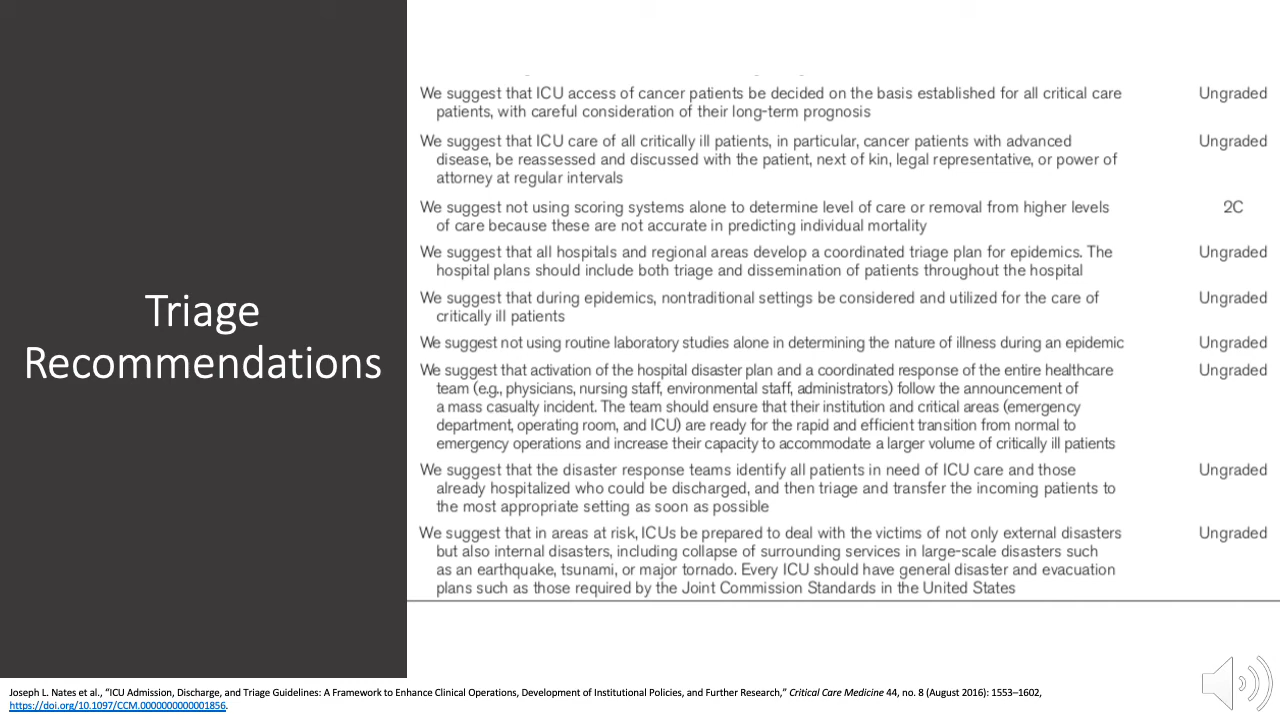 Triage
Recommendations
We suggest that ICU access of cancer patients be decided on the basis established for all critical care
patients, with careful consideration of their long-term prognosis
Ungraded
We suggest that ICU care of all critically ill patients, in particular, cancer patients with advanced
disease, be reassessed and discussed with the patient, next of kin, legal representative, or power of
attorney at regular intervals
Ungraded
We suggest not using scoring systems alone to determine level of care or removal from higher levels
of care because these are not accurate in predicting individual mortality
2C
We suggest that all hospitals and regional areas develop a coordinated triage plan for epidemics. The
hospital plans should include both triage and dissemination of patients throughout the hospital
Ungraded
We suggest that during epidemics, nontraditional settings be considered and utilized for the care of
critically ill patients
Ungraded
We suggest not using routine laboratory studies alone in determining the nature of illness during an epidemic
Ungraded
We suggest that activation of the hospital disaster plan and a coordinated response of the entire healthcare
team (e.g., physicians, nursing staff, environmental staff, administrators) follow the announcement of
a mass casualty incident. The team should ensure that their institution and critical areas (emergency
department, operating room, and ICU) are ready for the rapid and efficient transition from normal to
emergency operations and increase their capacity to accommodate a larger volume of critically ill patients
Ungraded
We suggest that the disaster response teams identify all patients in need of ICU care and those
already hospitalized who could be discharged, and then triage and transfer the incoming patients to
the most appropriate setting as soon as possible
Ungraded
We suggest that in areas at risk, ICUs be prepared to deal with the victims of not only external disasters
but also internal disasters, including collapse of surrounding services in large-scale disasters such
as an earthquake, tsunami, or major tornado. Every ICU should have general disaster and evacuation
plans such as those required by the Joint Commission Standards in the United States
Ungraded
Joseph L. Nates et al., “ICU Admission, Discharge, and Triage Guidelines: A Framework to Enhance Clinical Operations, Development of Institutional Policies, and Further Research,” Critical Care Medicine 44, no. 8 (August 2016): 1553–1602,
https://doi.org/10.1097/CCM.0000000000001856.